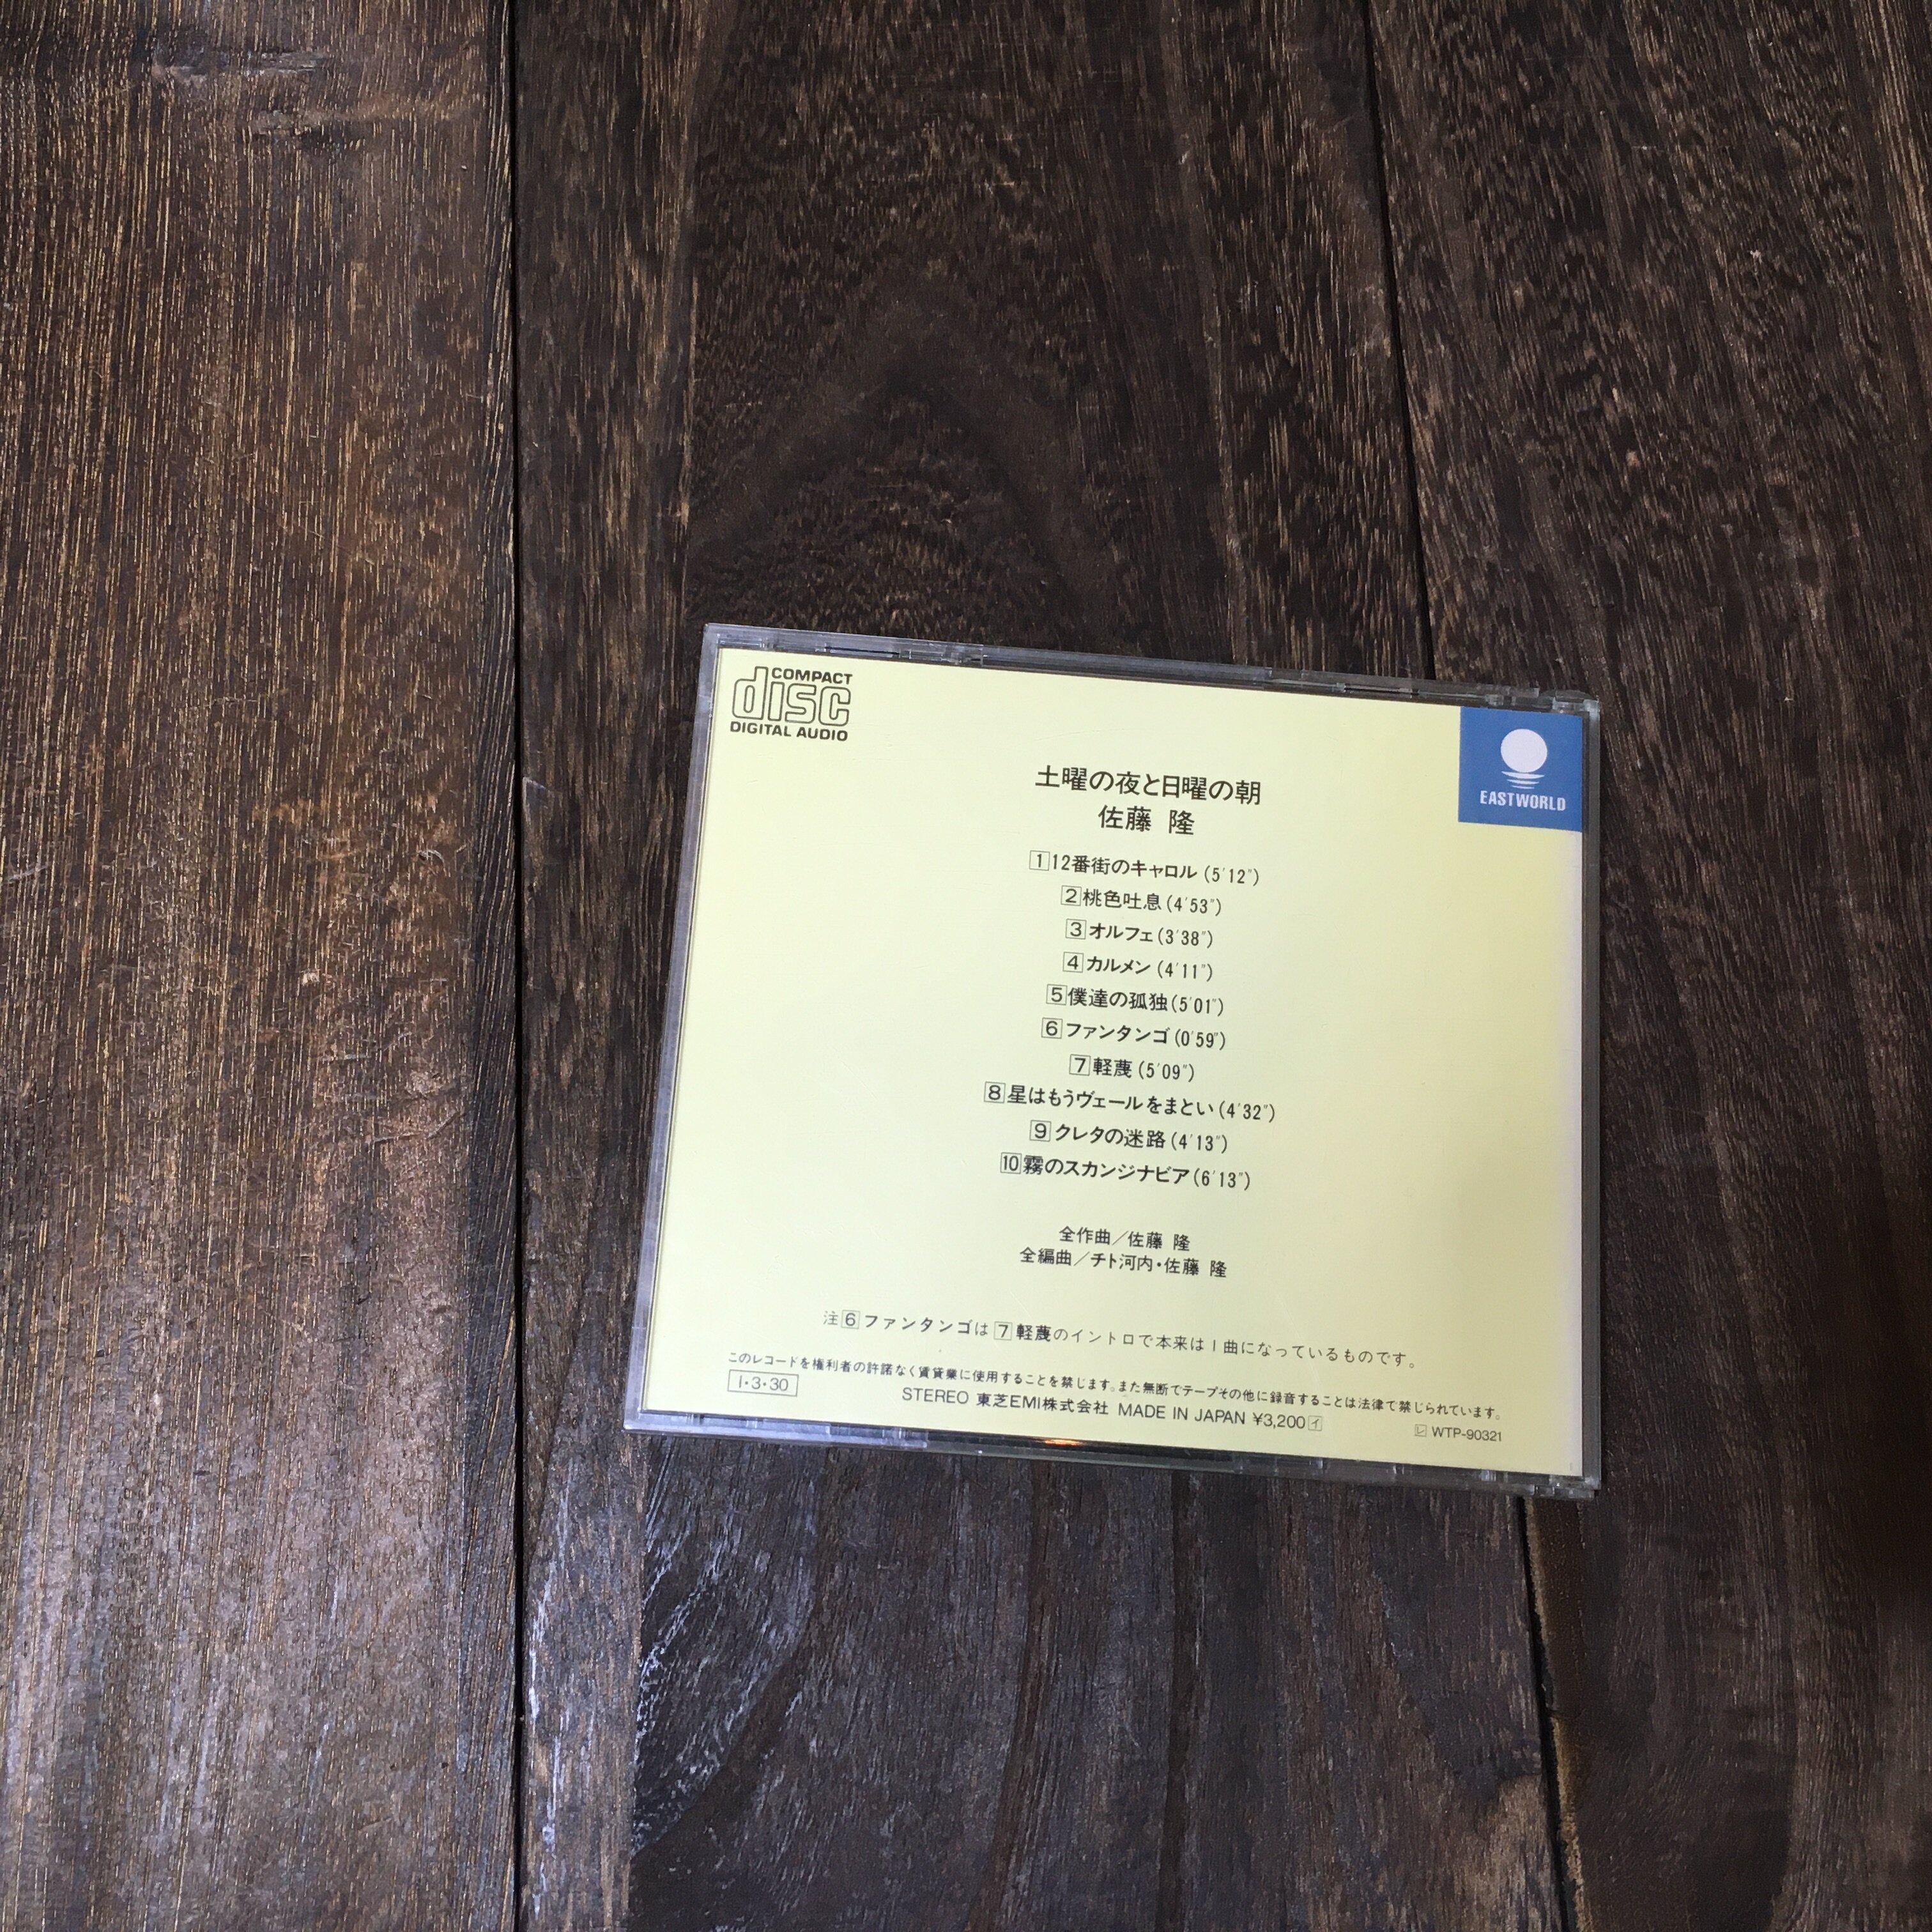 COMPACT
disc
DIGITAL AUDIO
EASTWORLD
土曜の夜と日曜の朝
佐藤 隆
1 12番街のキャロル (5'12")
2 桃色吐息 (4'53")
3 オルフェ (3'38")
4 カルメン (4'11")
5 僕達の孤独 (5'01")
6 ファンタンゴ (0'59")
7 軽蔑 (5'09")
8 星はもうヴェールをまとい (4'32")
9 クレタの迷路 (4'13")
10 霧のスカンジナビア (6'13")
全作曲／佐藤 隆
全編曲／チト河内・佐藤 隆
注 6 ファンタンゴは 7 軽蔑のイントロで本来は1曲になっているものです。
このレコードを権利者の許諾なく賃貸業に使用することを禁じます。また無断でテープその他に録音することは法律で禁じられています。
I・3・30
STEREO 東芝EMI株式会社 MADE IN JAPAN ¥3,200 イ
レ WTP-90321